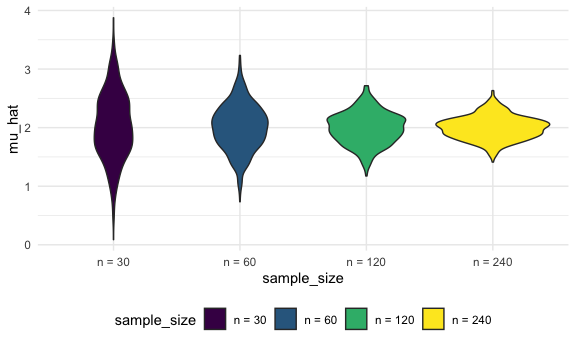 4
3
2
1
0
mu_hat
n = 30 n = 60 n = 120 n = 240
sample_size
sample_size n = 30 n = 60 n = 120 n = 240